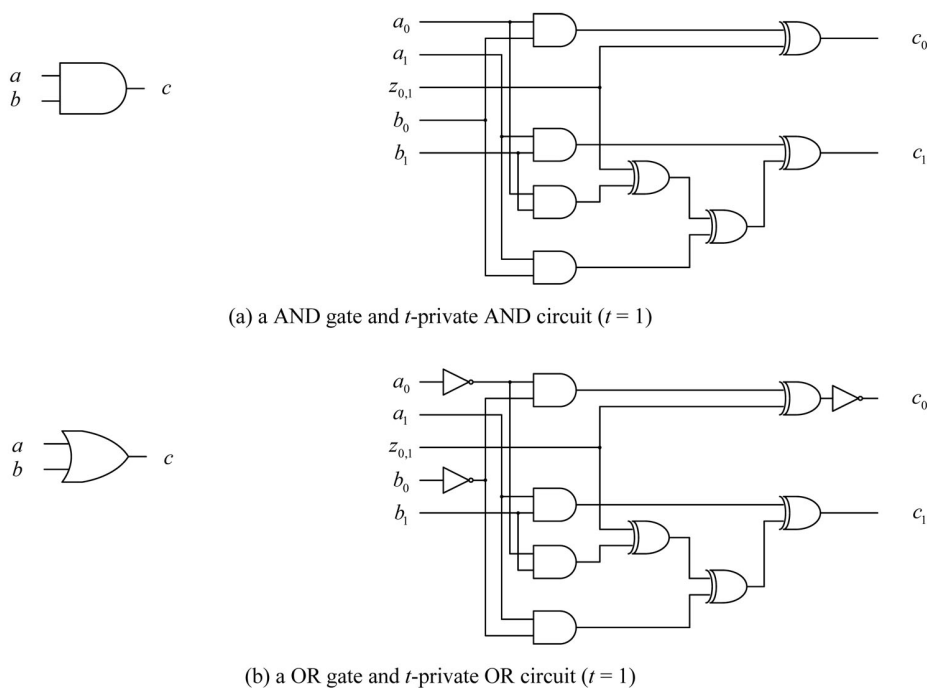 a
b
c
a₀
a₁
z₀,₁
b₀
b₁
c₀
c₁
(a) a AND gate and t-private AND circuit (t = 1)
a
b
c
a₀
a₁
z₀,₁
b₀
b₁
c₀
c₁
(b) a OR gate and t-private OR circuit (t = 1)